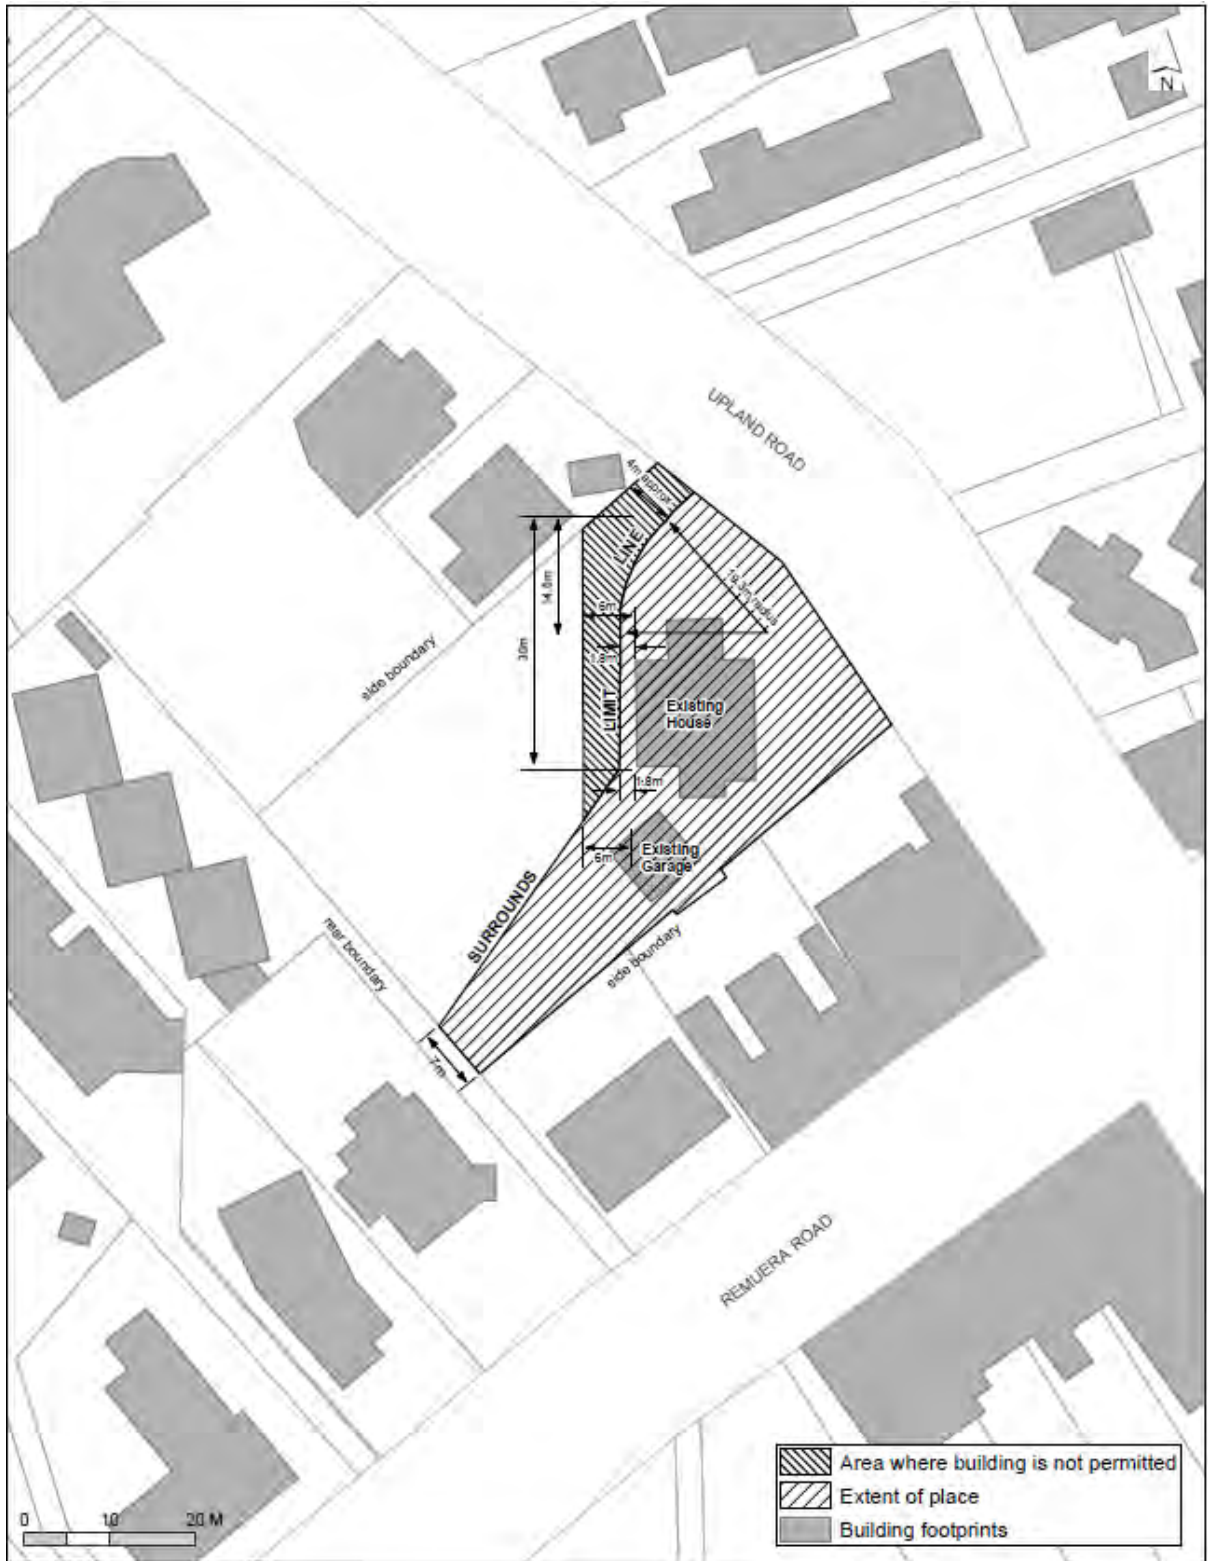 N
UPLAND ROAD
4m approx.
LINE
14.8m
19.3m radius
6m
30m
1.8m
side boundary
LIMIT
Existing
House
1.8m
6m
Existing
Garage
SURROUNDS
rear boundary
side boundary
7m
REMUERA ROAD
Area where building is not permitted
Extent of place
Building footprints
0 10 20 M